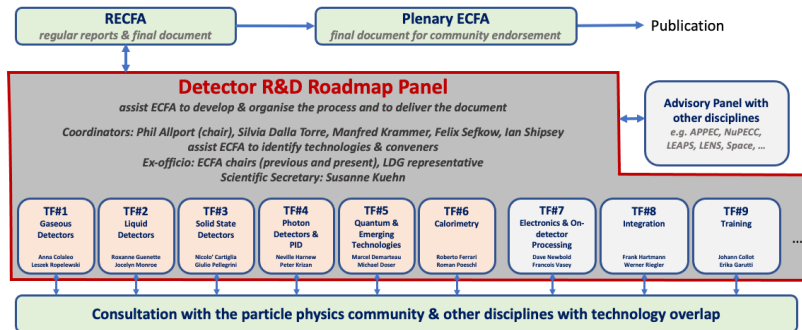 RECFA
regular reports & final document
Plenary ECFA
final document for community endorsement
Publication
Detector R&D Roadmap Panel
assist ECFA to develop & organise the process and to deliver the document
Coordinators: Phil Allport (chair), Silvia Dalla Torre, Manfred Krammer, Felix Sefkow, Ian Shipsey
assist ECFA to identify technologies & conveners
Ex-officio: ECFA chairs (previous and present), LDG representative
Scientific Secretary: Susanne Kuehn
Advisory Panel with
other disciplines
e.g. APPEC, NuPECC,
LEAPS, LENS, Space, ...
TF#1
Gaseous
Detectors
Anna Colaleo
Leszek Ropelewski
TF#2
Liquid
Detectors
Roxanne Guenette
Jocelyn Monroe
TF#3
Solid State
Detectors
Nicolo' Cartiglia
Giulio Pellegrini
TF#4
Photon
Detectors &
PID
Neville Harnew
Peter Krizan
TF#5
Quantum &
Emerging
Technologies
Marcel Demarteau
Michael Doser
TF#6
Calorimetry
Roberto Ferrari
Roman Poeschl
TF#7
Electronics & On-
detector
Processing
Dave Newbold
Francois Vasey
TF#8
Integration
Frank Hartmann
Werner Riegler
TF#9
Training
Johann Collot
Erika Garutti
...
Consultation with the particle physics community & other disciplines with technology overlap